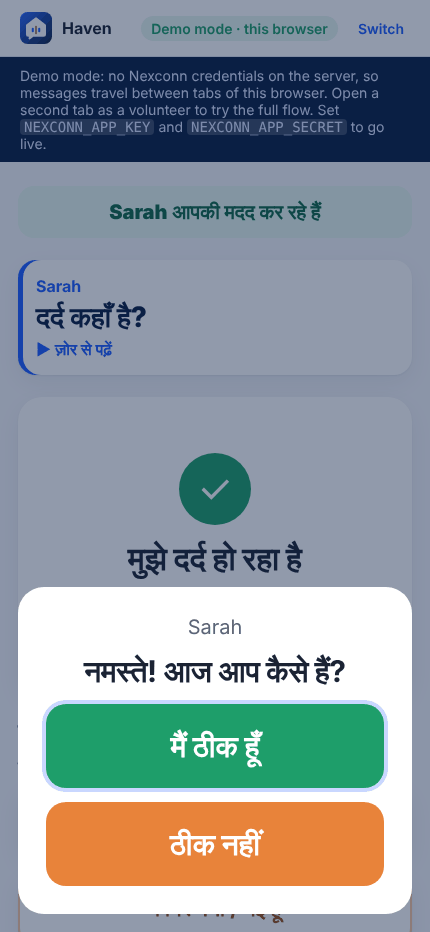 Haven
Demo mode · this browser
Switch
Demo mode: no Nexconn credentials on the server, so
messages travel between tabs of this browser. Open a
second tab as a volunteer to try the full flow. Set
NEXCONN_APP_KEY and NEXCONN_APP_SECRET to go
live.
Sarah आपकी मदद कर रहे हैं
Sarah
दर्द कहाँ है?
▶ ज़ोर से पढ़ें
मुझे दर्द हो रहा है
Sarah
नमस्ते! आज आप कैसे हैं?
मैं ठीक हूँ
ठीक नहीं